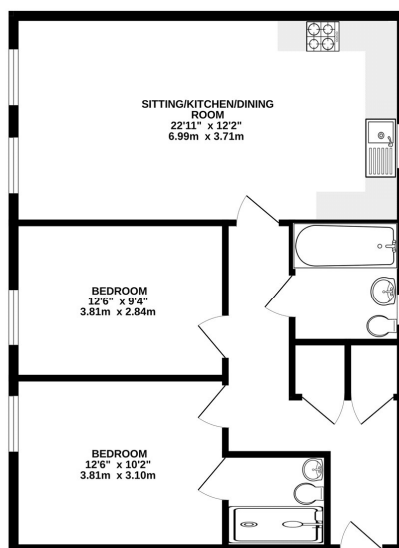 SITTING/KITCHEN/DINING
ROOM
22'11" x 12'2"
6.99m x 3.71m
BEDROOM
12'6" x 9'4"
3.81m x 2.84m
BEDROOM
12'6" x 10'2"
3.81m x 3.10m